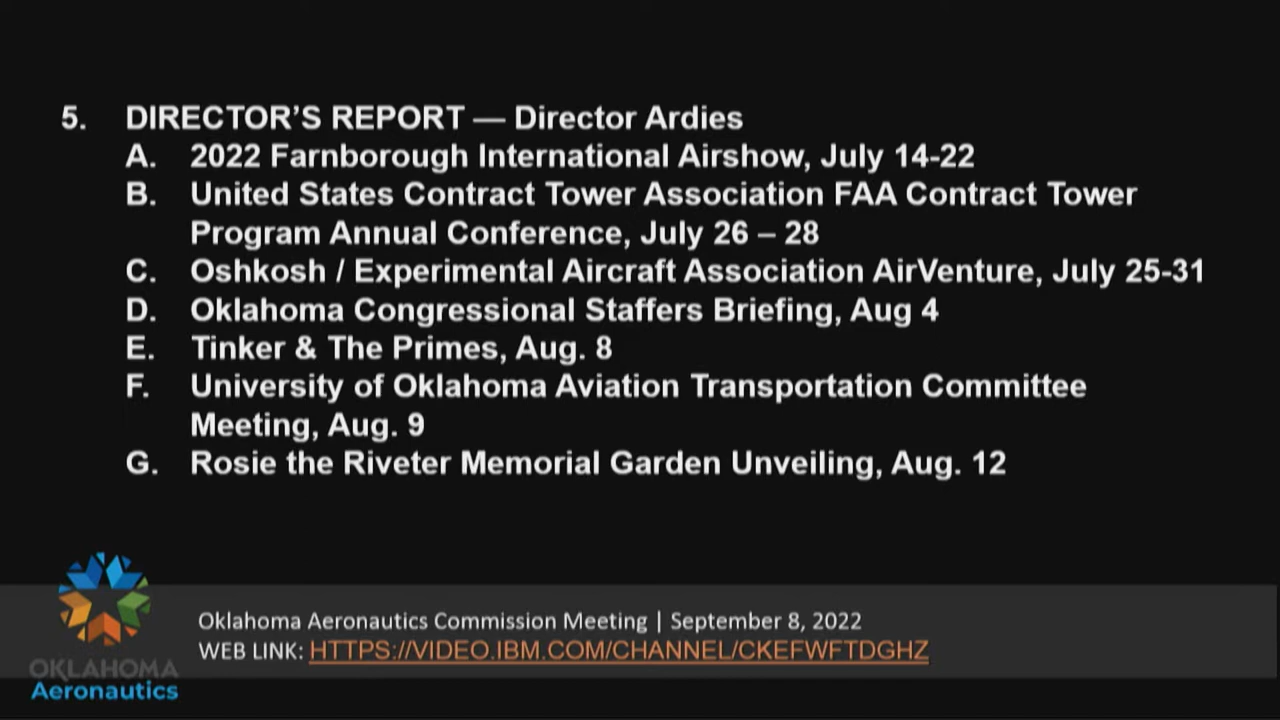 5. DIRECTOR'S REPORT — Director Ardies
A. 2022 Farnborough International Airshow, July 14-22
B. United States Contract Tower Association FAA Contract Tower
Program Annual Conference, July 26 – 28
C. Oshkosh / Experimental Aircraft Association AirVenture, July 25-31
D. Oklahoma Congressional Staffers Briefing, Aug 4
E. Tinker & The Primes, Aug. 8
F. University of Oklahoma Aviation Transportation Committee
Meeting, Aug. 9
G. Rosie the Riveter Memorial Garden Unveiling, Aug. 12
Oklahoma Aeronautics Commission Meeting | September 8, 2022
WEB LINK: HTTPS://VIDEO.IBM.COM/CHANNEL/CKEFWFTDGHZ
OKLAHOMA
Aeronautics